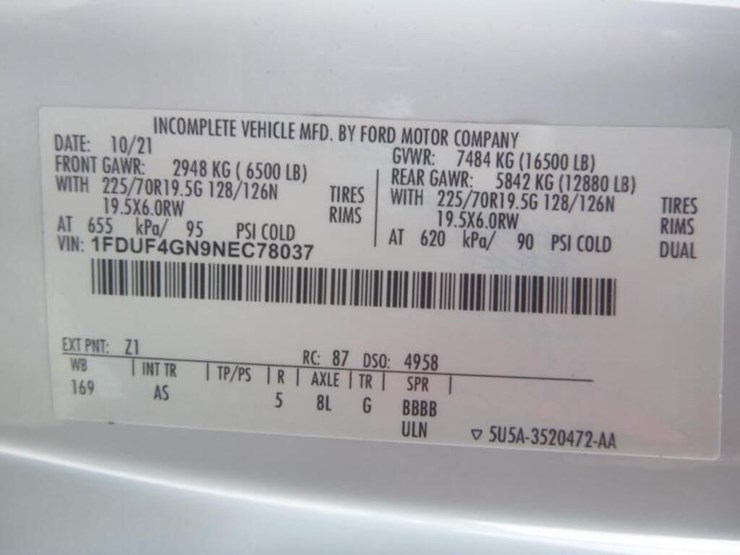 INCOMPLETE VEHICLE MFD. BY FORD MOTOR COMPANY
DATE: 10/21 GVWR: 7484 KG (16500 LB)
FRONT GAWR: 2948 KG ( 6500 LB) REAR GAWR: 5842 KG (12880 LB)
WITH 225/70R19.5G 128/126N TIRES WITH 225/70R19.5G 128/126N TIRES
19.5X6.0RW RIMS 19.5X6.0RW RIMS
AT 655 kPa/ 95 PSI COLD AT 620 kPa/ 90 PSI COLD DUAL
VIN: 1FDUF4GN9NEC78037
EXT PNT: Z1 RC: 87 DSO: 4958
WB INT TR TP/PS R AXLE TR SPR
169 AS 5 8L G BBBB
ULN ▽ 5U5A-3520472-AA